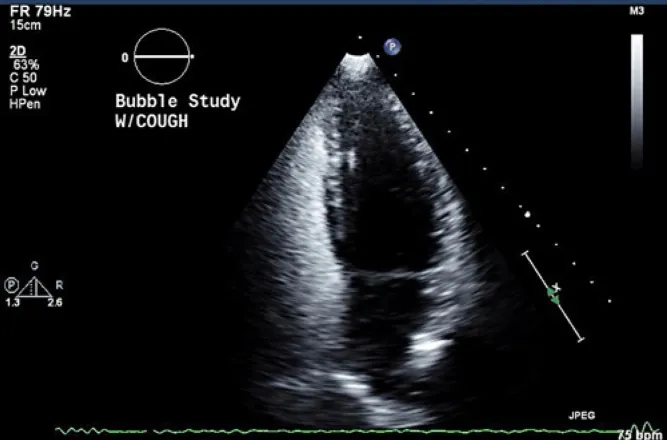 FR 79Hz
15cm
M3
2D
63%
C 50
P Low
HPen
0
Bubble Study
W/COUGH
P
G
P
R
1.3
2.6
JPEG
75 bpm